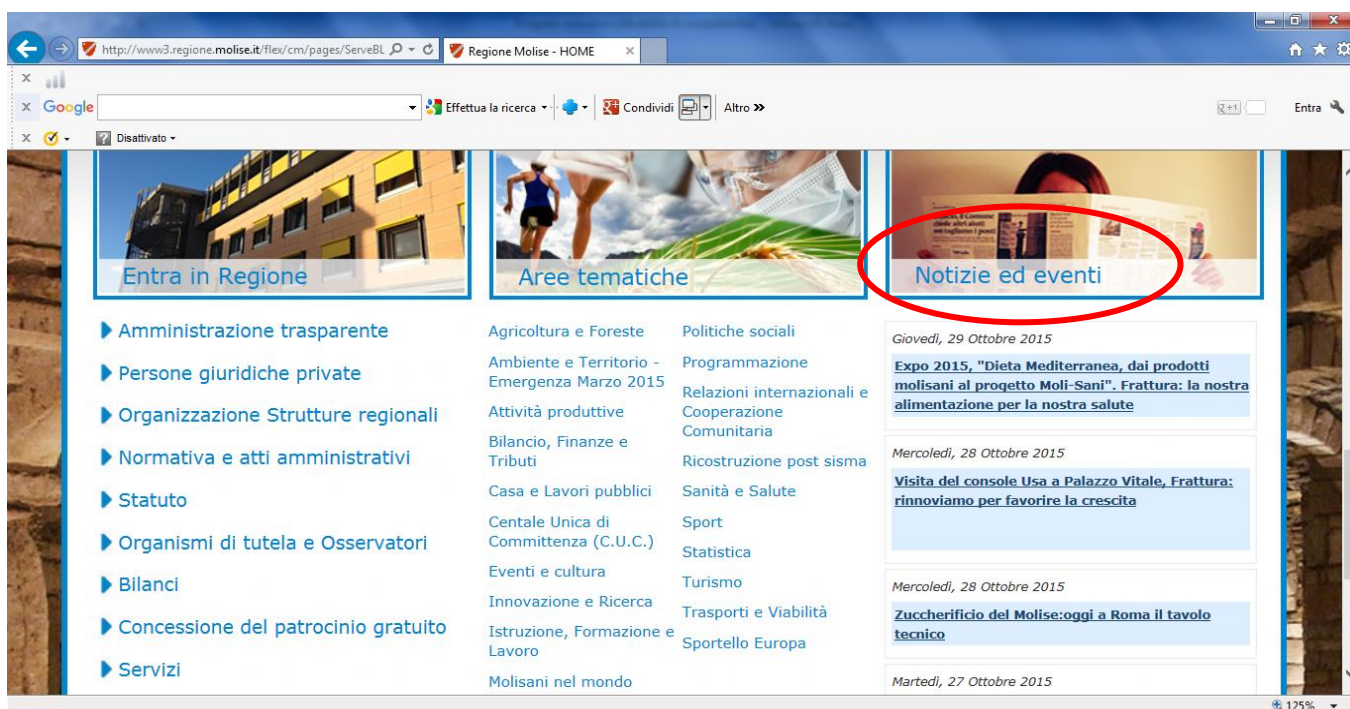 http://www3.regione.molise.it/flex/cm/pages/ServeBL
Regione Molise - HOME
Google
Effettua la ricerca
Condividi
Altro »
Entra
Disattivato
Entra in Regione
Amministrazione trasparente
Persone giuridiche private
Organizzazione Strutture regionali
Normativa e atti amministrativi
Statuto
Organismi di tutela e Osservatori
Bilanci
Concessione del patrocinio gratuito
Servizi
Aree tematiche
Agricoltura e Foreste
Ambiente e Territorio -
Emergenza Marzo 2015
Attività produttive
Bilancio, Finanze e
Tributi
Casa e Lavori pubblici
Centale Unica di
Committenza (C.U.C.)
Eventi e cultura
Innovazione e Ricerca
Istruzione, Formazione e
Lavoro
Molisani nel mondo
Politiche sociali
Programmazione
Relazioni internazionali e
Cooperazione
Comunitaria
Ricostruzione post sisma
Sanità e Salute
Sport
Statistica
Turismo
Trasporti e Viabilità
Sportello Europa
il Comune
chiede altri aiuti
Notizie ed eventi
Giovedì, 29 Ottobre 2015
Expo 2015, "Dieta Mediterranea, dai prodotti
molisani al progetto Moli-Sani". Frattura: la nostra
alimentazione per la nostra salute
Mercoledì, 28 Ottobre 2015
Visita del console Usa a Palazzo Vitale, Frattura:
rinnoviamo per favorire la crescita
Mercoledì, 28 Ottobre 2015
Zuccherificio del Molise:oggi a Roma il tavolo
tecnico
Martedì, 27 Ottobre 2015
125%